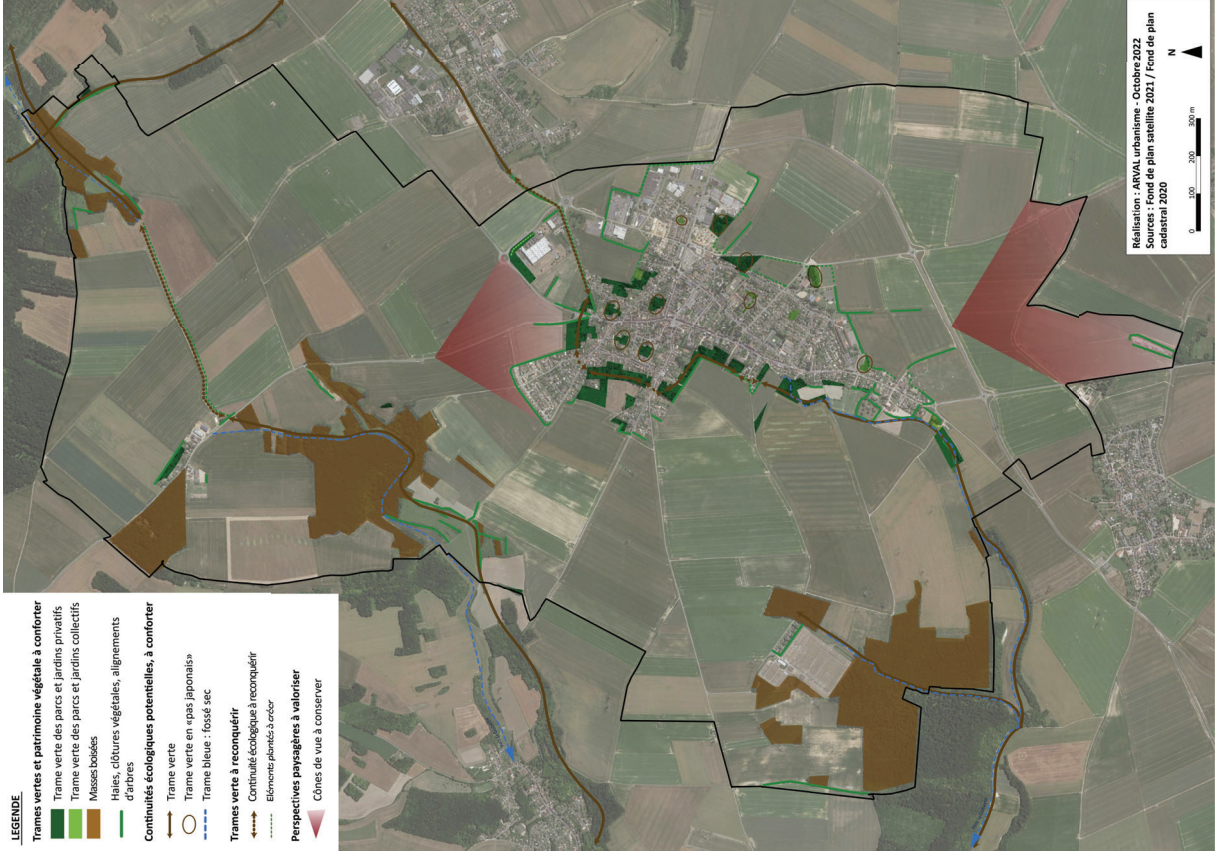 LEGENDE
Trames vertes et patrimoine végétale à conforter
Trame verte des parcs et jardins privatifs
Trame verte des parcs et jardins collectifs
Masses boisées
Haies, clôtures végétales, alignements
d'arbres
Continuités écologiques potentielles, à conforter
Trame verte
Trame verte en «pas japonais»
Trame bleue : fossé sec
Trames verte à reconquérir
Continuité écologique à reconquérir
Eléments plantés à créer
Perspectives paysagères à valoriser
Cônes de vue à conserver
Réalisation : ARVAL urbanisme - Octobre2022
Sources : Fond de plan satellite 2021 / Fond de plan
cadastral 2020
N
0 100 200 300 m